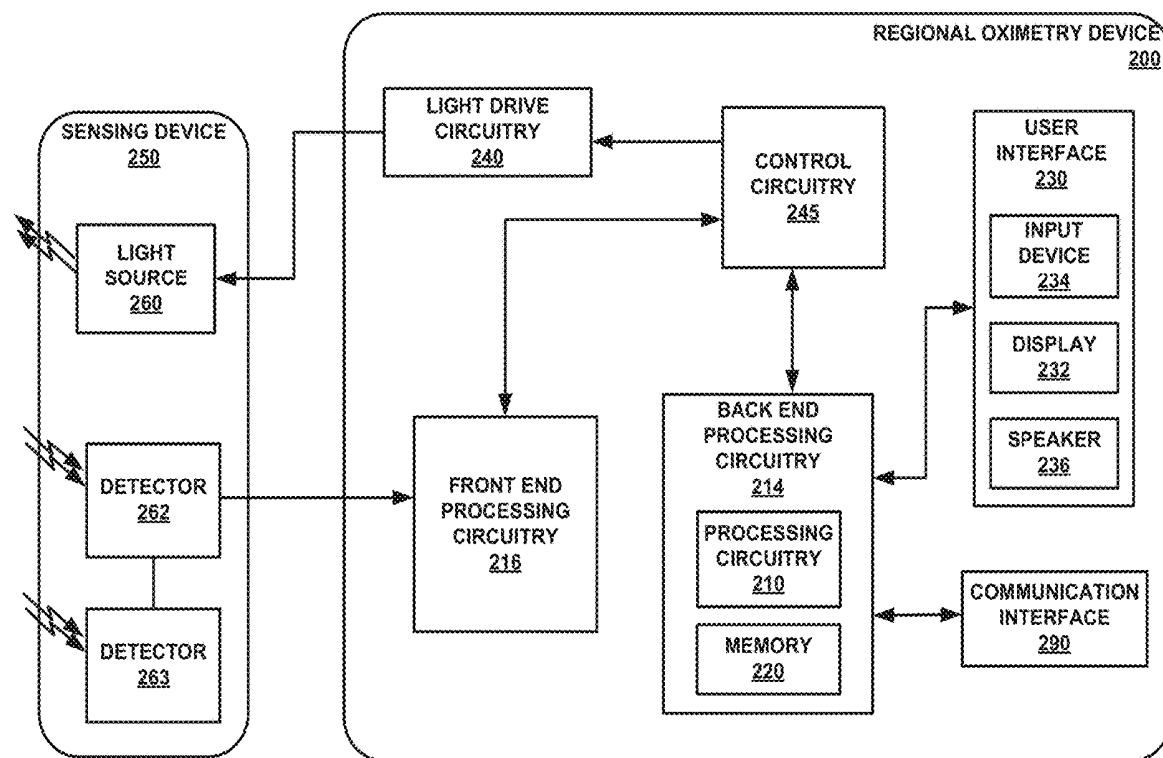 REGIONAL OXIMETRY DEVICE
200
SENSING DEVICE
250
LIGHT
SOURCE
260
DETECTOR
262
DETECTOR
263
LIGHT DRIVE
CIRCUITRY
240
CONTROL
CIRCUITRY
245
FRONT END
PROCESSING
CIRCUITRY
216
BACK END
PROCESSING
CIRCUITRY
214
PROCESSING
CIRCUITRY
210
MEMORY
220
USER
INTERFACE
230
INPUT
DEVICE
234
DISPLAY
232
SPEAKER
236
COMMUNICATION
INTERFACE
290